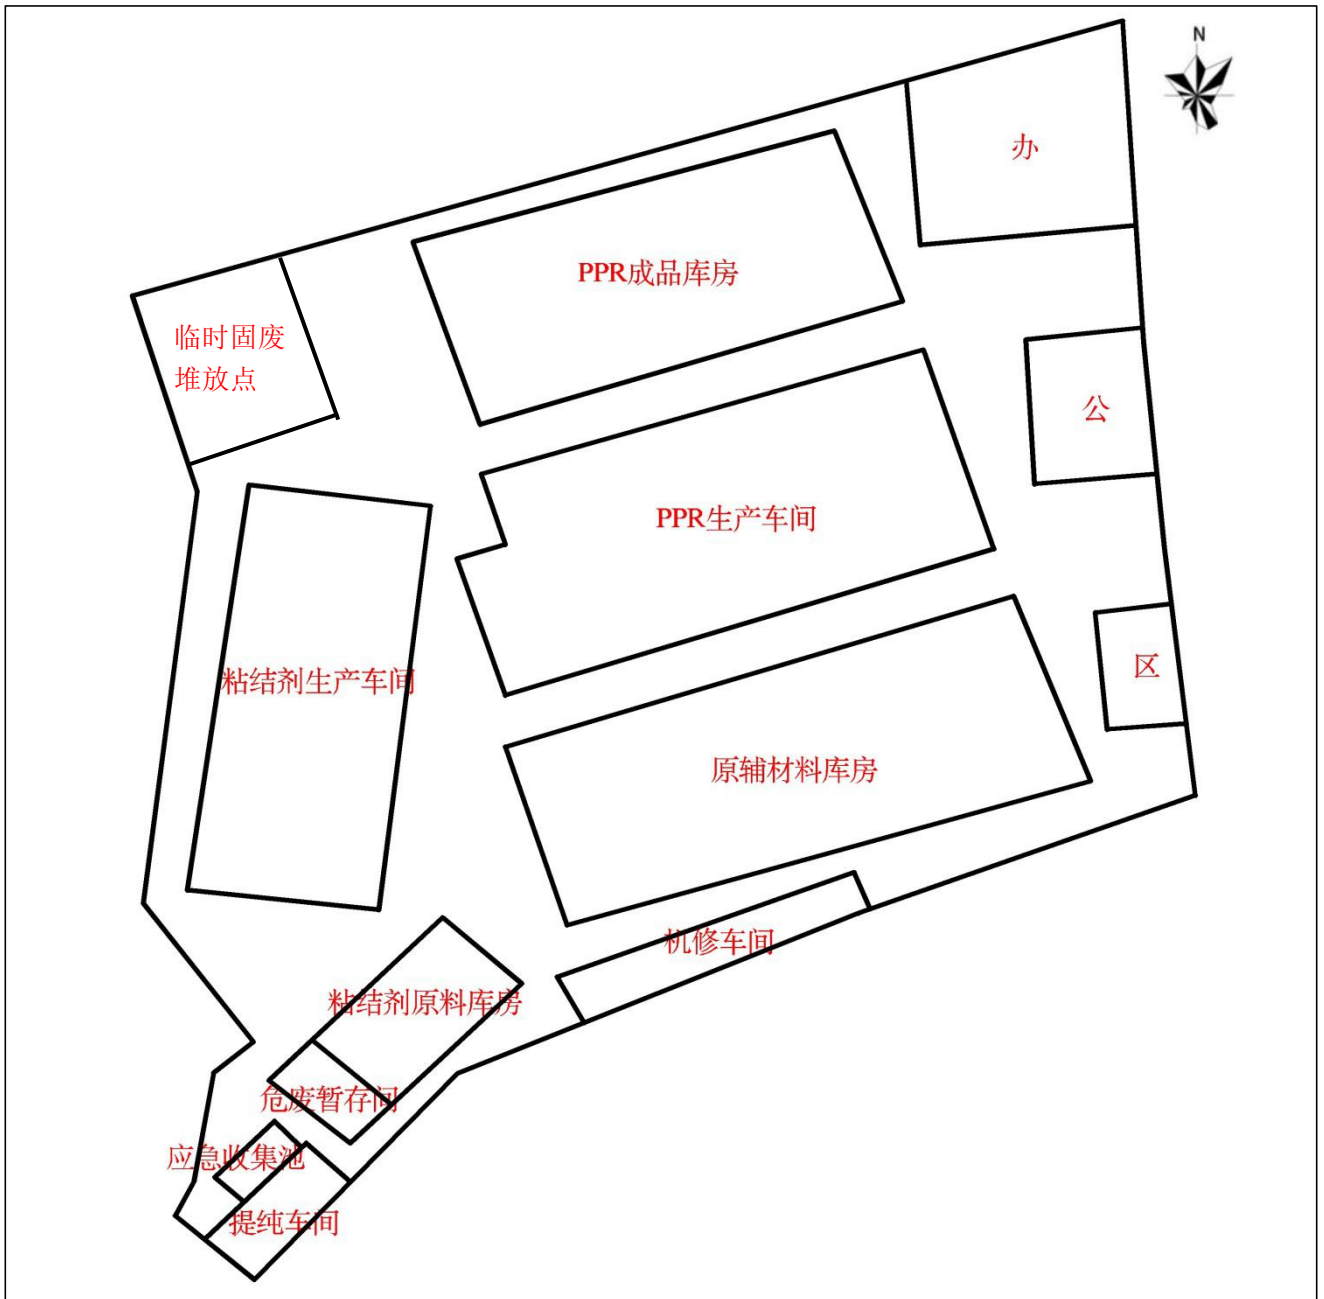 N
办
PPR成品库房
临时固废
堆放点
公
PPR生产车间
区
粘结剂生产车间
原辅材料库房
机修车间
粘结剂原料库房
危废暂存间
应急收集池
提纯车间